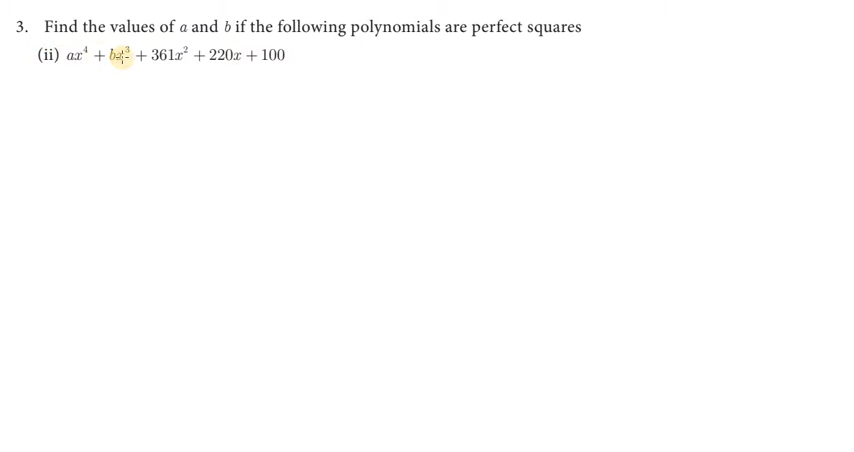 3. Find the values of a and b if the following polynomials are perfect squares
(ii) ax⁴ + bx³ + 361x² + 220x + 100